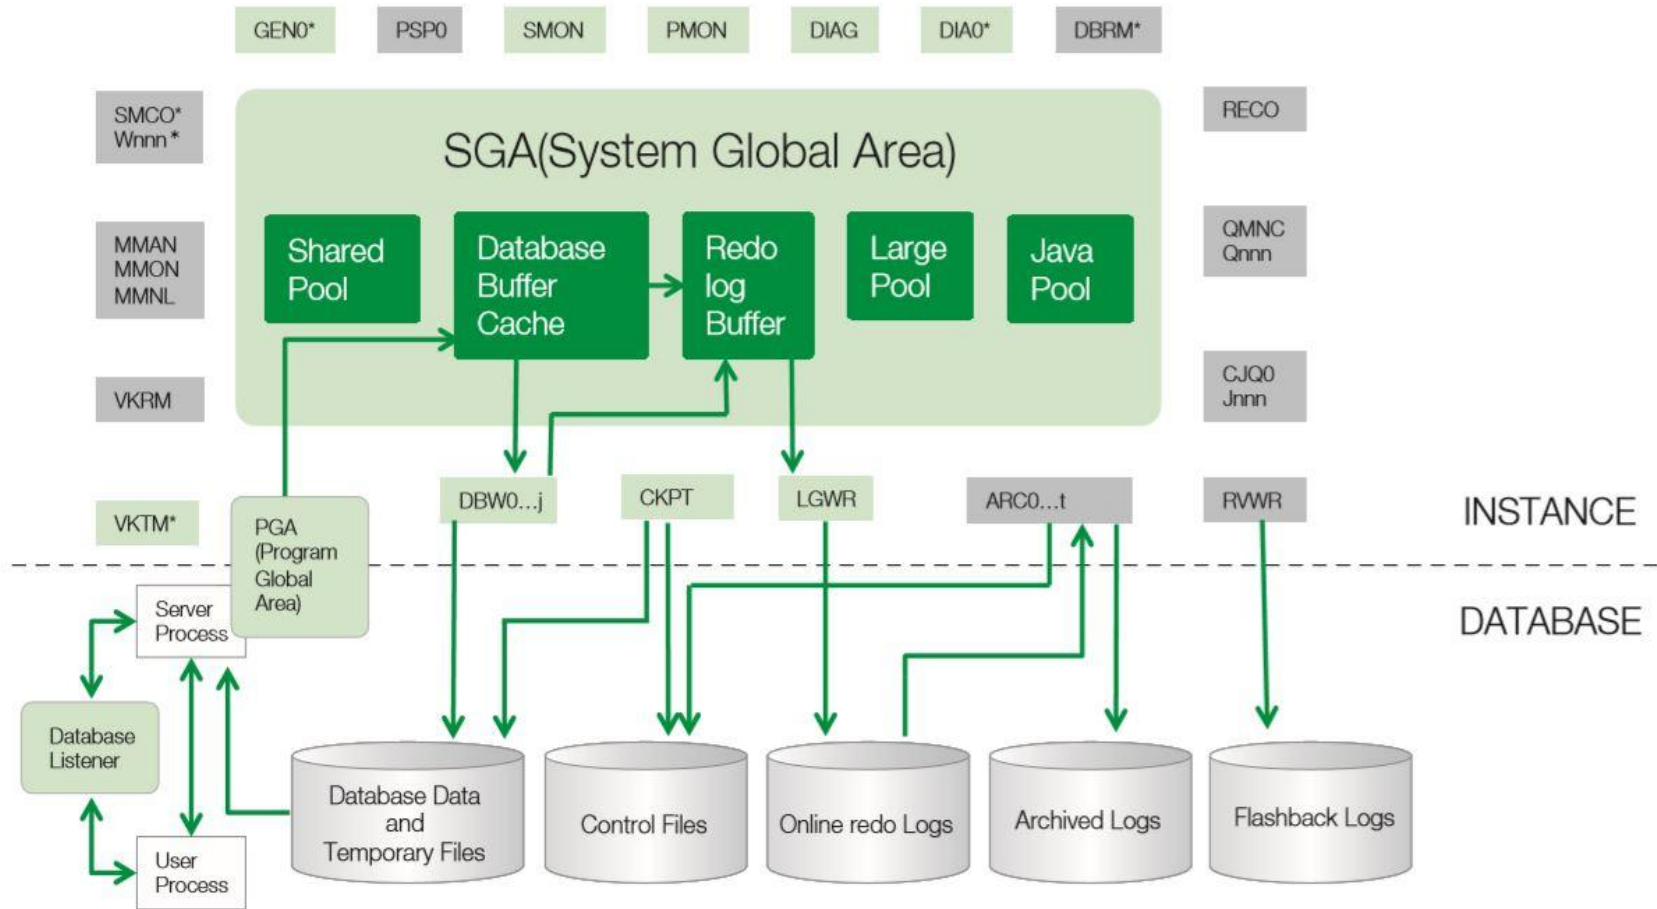 GEN0*
PSP0
SMON
PMON
DIAG
DIA0*
DBRM*
SMCO*
Wnnn *
RECO
SGA(System Global Area)
MMAN
MMON
MMNL
Shared
Pool
Database
Buffer
Cache
Redo
log
Buffer
Large
Pool
Java
Pool
QMNC
Qnnn
VKRM
CJQ0
Jnnn
VKTM*
PGA
(Program
Global
Area)
DBW0...j
CKPT
LGWR
ARC0...t
RVWR
INSTANCE
DATABASE
Server
Process
Database
Listener
User
Process
Database Data
and
Temporary Files
Control Files
Online redo Logs
Archived Logs
Flashback Logs